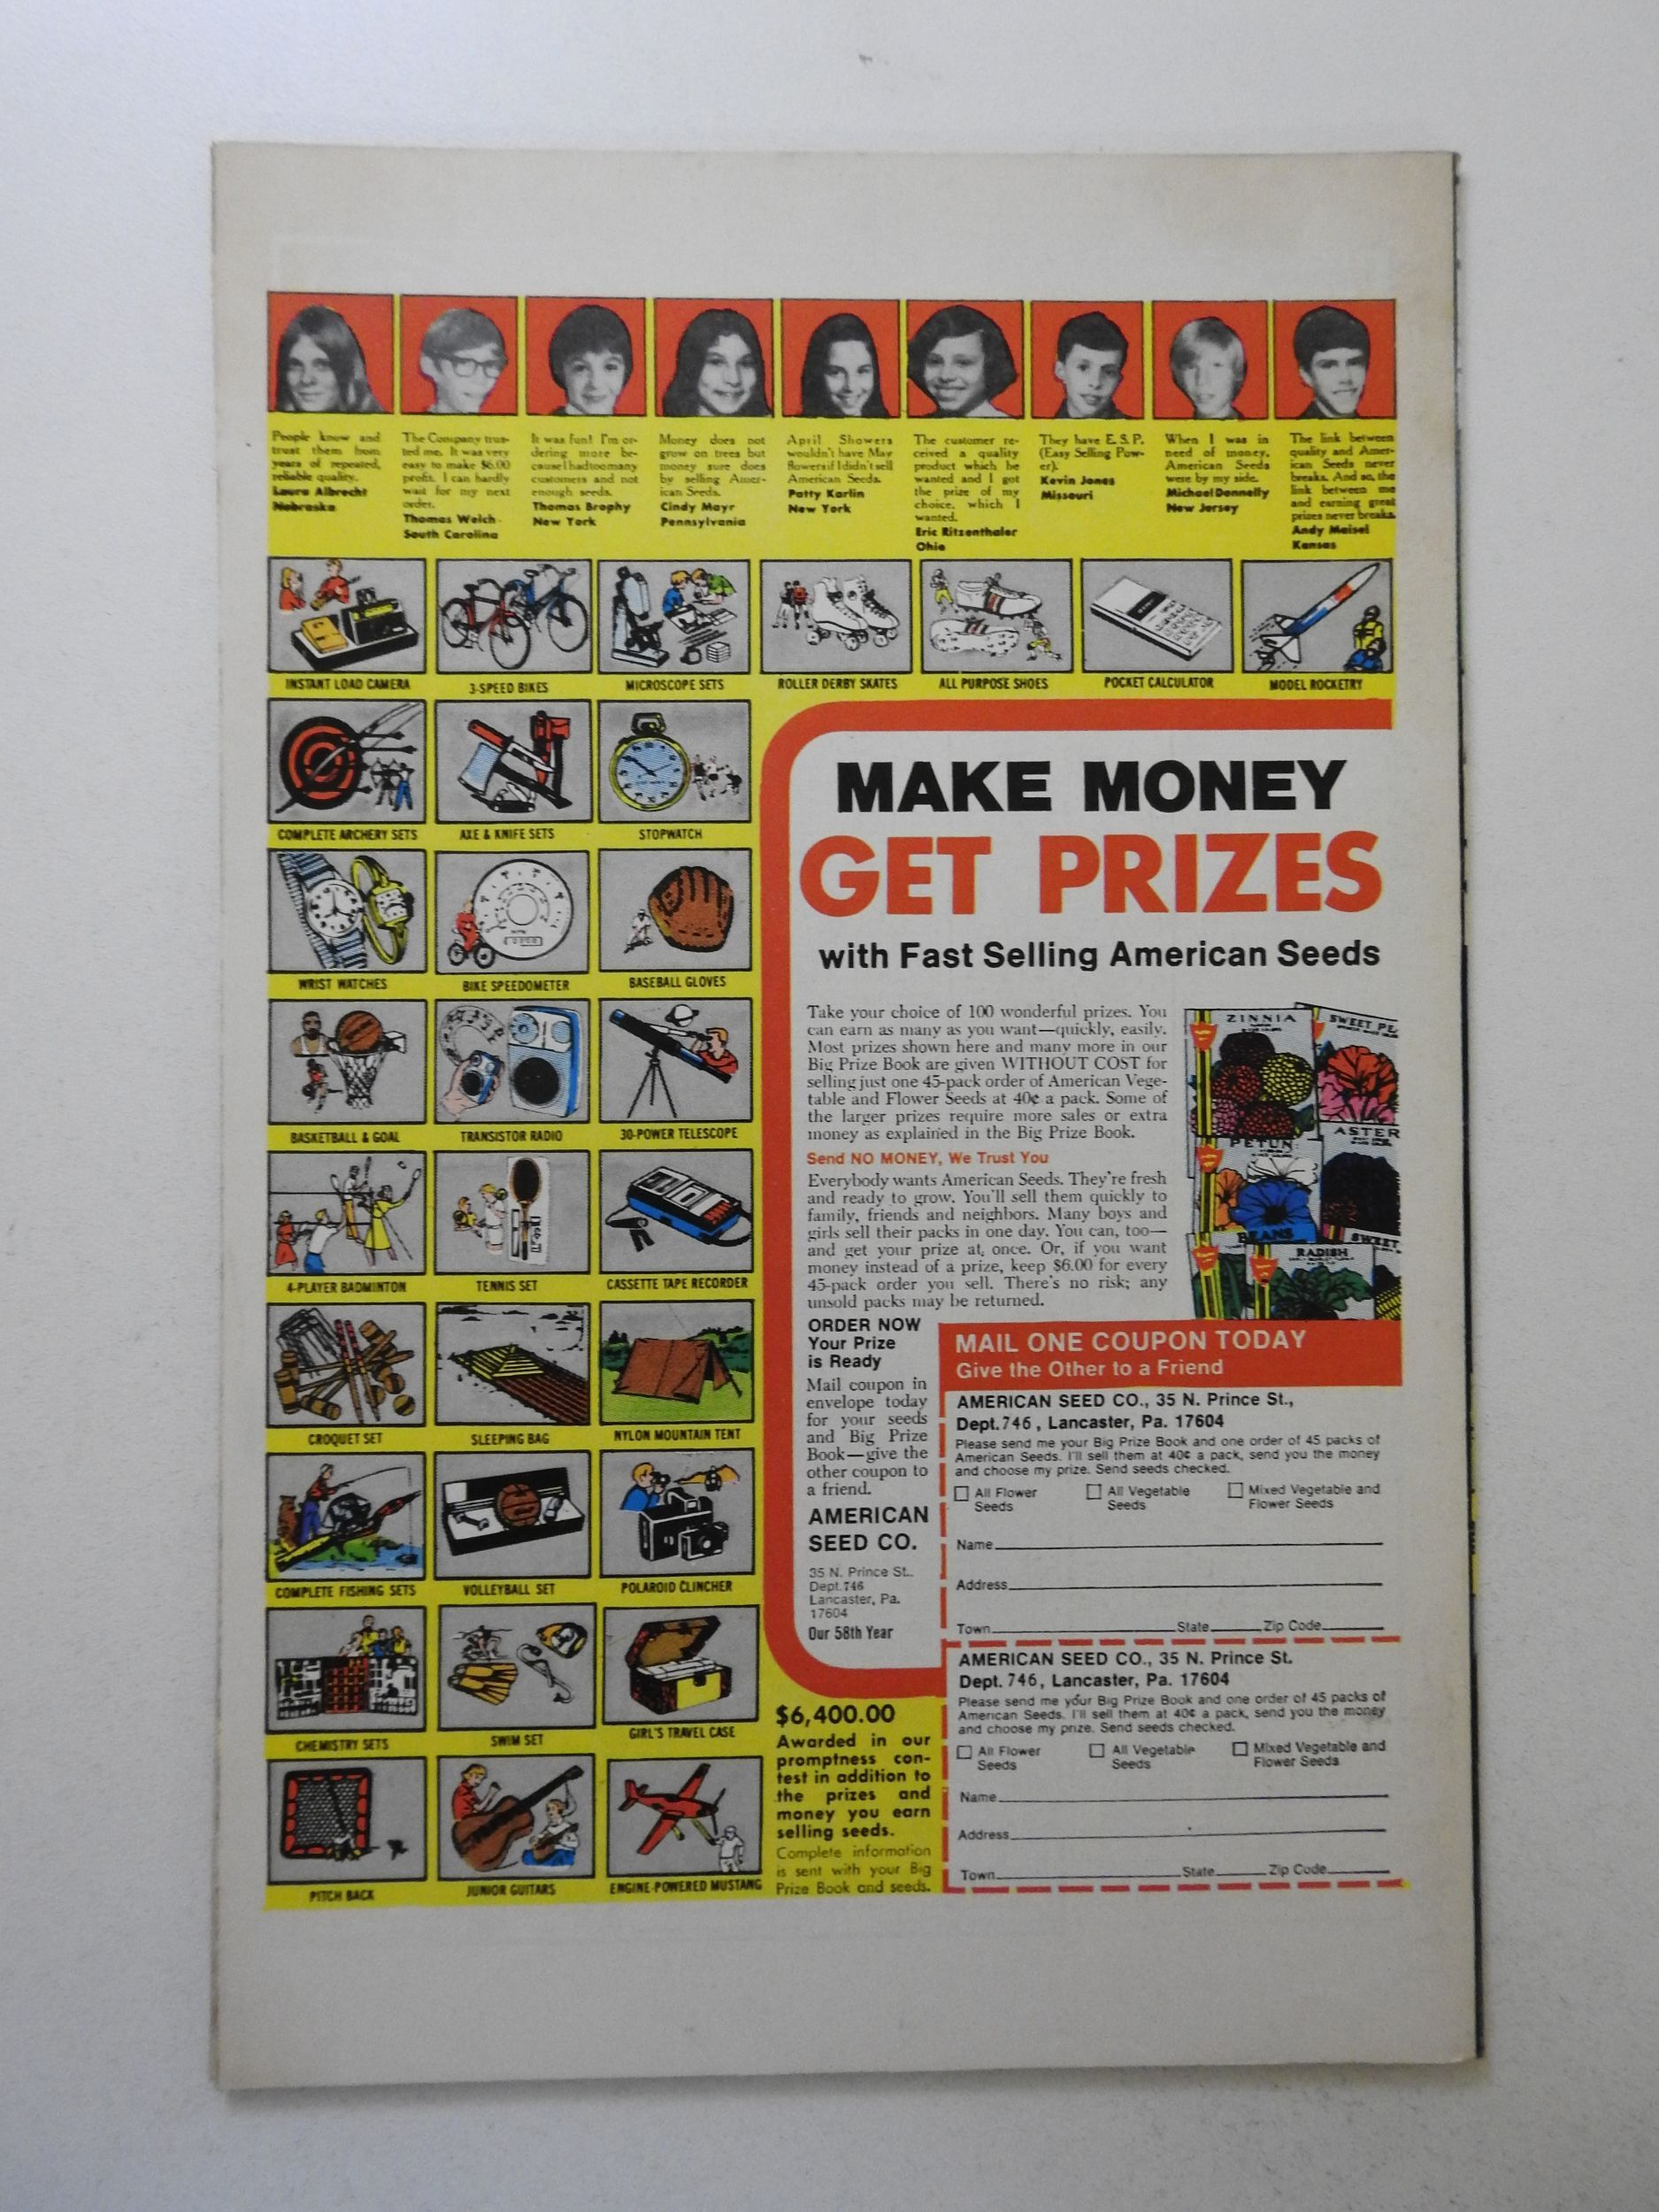 People know and
trust them from
years of repeated,
reliable quality.
Laura Albrecht
Nebraska
The Company trus-
ted me. It was very
easy to make $6.00
profit. I can hardly
wait for my next
order.
Thomas Welch
South Carolina
It was fun! I'm or-
dering more be-
cause I had too many
customers and not
enough seeds.
Thomas Brophy
New York
Money does not
grow on trees but
money sure does
by selling Amer-
ican Seeds.
Cindy Mayr
Pennsylvania
April Showers
wouldn't have May
flowers if I didn't sell
American Seeds.
Patty Karlin
New York
The customer re-
ceived a quality
product which he
wanted and I got
the prize of my
choice, which I
wanted.
Eric Ritzenthaler
Ohio
They have E.S.P.
(Easy Selling Pow-
er).
Kevin Jones
Missouri
When I was in
need of money,
American Seeds
were by my side.
Michael Donnelly
New Jersey
The link between
quality and Amer-
ican Seeds never
breaks. And so, the
link between me
and earning great
prizes never breaks.
Andy Maisel
Kansas
INSTANT LOAD CAMERA
3-SPEED BIKES
MICROSCOPE SETS
ROLLER DERBY SKATES
ALL PURPOSE SHOES
POCKET CALCULATOR
MODEL ROCKETRY
COMPLETE ARCHERY SETS
AXE & KNIFE SETS
STOPWATCH
WRIST WATCHES
BIKE SPEEDOMETER
BASEBALL GLOVES
BASKETBALL & GOAL
TRANSISTOR RADIO
30-POWER TELESCOPE
4-PLAYER BADMINTON
TENNIS SET
CASSETTE TAPE RECORDER
CROQUET SET
SLEEPING BAG
NYLON MOUNTAIN TENT
COMPLETE FISHING SETS
VOLLEYBALL SET
POLAROID CLINCHER
CHEMISTRY SETS
SWIM SET
GIRL'S TRAVEL CASE
PITCH BACK
JUNIOR GUITARS
ENGINE-POWERED MUSTANG
MAKE MONEY
GET PRIZES
with Fast Selling American Seeds
Take your choice of 100 wonderful prizes. You
can earn as many as you want—quickly, easily.
Most prizes shown here and many more in our
Big Prize Book are given WITHOUT COST for
selling just one 45-pack order of American Vege-
table and Flower Seeds at 40¢ a pack. Some of
the larger prizes require more sales or extra
money as explained in the Big Prize Book.
Send NO MONEY, We Trust You
Everybody wants American Seeds. They're fresh
and ready to grow. You'll sell them quickly to
family, friends and neighbors. Many boys and
girls sell their packs in one day. You can, too—
and get your prize at once. Or, if you want
money instead of a prize, keep $6.00 for every
45-pack order you sell. There's no risk; any
unsold packs may be returned.
ZINNIA
SWEET PE
ASTER
PETUN
BEANS
SWEET
RADISH
ORDER NOW
Your Prize
is Ready
Mail coupon in
envelope today
for your seeds
and Big Prize
Book—give the
other coupon to
a friend.
AMERICAN
SEED CO.
35 N. Prince St.,
Dept. 746
Lancaster, Pa.
17604
Our 58th Year
MAIL ONE COUPON TODAY
Give the Other to a Friend
AMERICAN SEED CO., 35 N. Prince St.,
Dept. 746, Lancaster, Pa. 17604
Please send me your Big Prize Book and one order of 45 packs of
American Seeds. I'll sell them at 40¢ a pack, send you the money
and choose my prize. Send seeds checked.
All Flower Seeds
All Vegetable Seeds
Mixed Vegetable and Flower Seeds
Name
Address
Town State Zip Code
AMERICAN SEED CO., 35 N. Prince St.
Dept. 746, Lancaster, Pa. 17604
Please send me your Big Prize Book and one order of 45 packs of
American Seeds. I'll sell them at 40¢ a pack, send you the money
and choose my prize. Send seeds checked.
All Flower Seeds
All Vegetable Seeds
Mixed Vegetable and Flower Seeds
Name
Address
Town State Zip Code
$6,400.00
Awarded in our
promptness con-
test in addition to
the prizes and
money you earn
selling seeds.
Complete information
is sent with your Big
Prize Book and seeds.